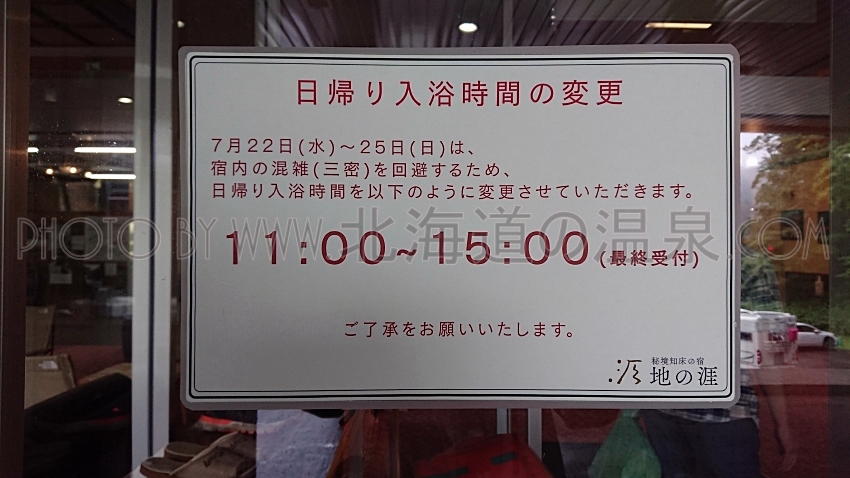 日帰り入浴時間の変更
7月22日(水)～25日(日)は、
宿内の混雑(三密)を回避するため、
日帰り入浴時間を以下のように変更させていただきます。
PHOTO BY WWW.北海道の温泉.COM
11:00~15:00(最終受付)
ご了承をお願いいたします。
秘境知床の宿
地の涯